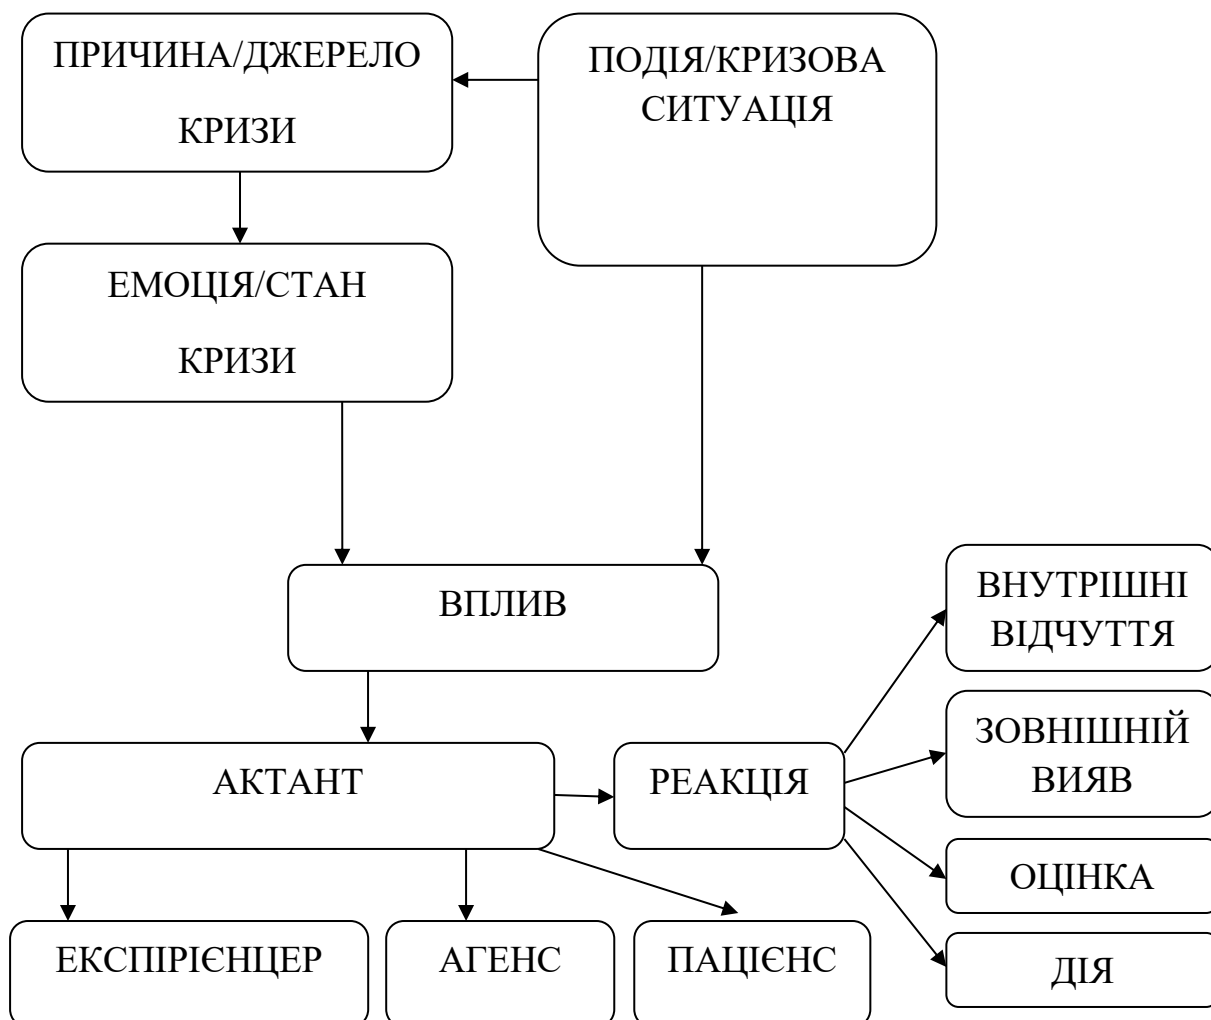 ПРИЧИНА/ДЖЕРЕЛО
КРИЗИ
ПОДІЯ/КРИЗОВА
СИТУАЦІЯ
ЕМОЦІЯ/СТАН
КРИЗИ
ВПЛИВ
АКТАНТ
РЕАКЦІЯ
ВНУТРІШНІ
ВІДЧУТТЯ
ЗОВНІШНІЙ
ВИЯВ
ОЦІНКА
ДІЯ
ЕКСПІРІЄНЦЕР
АГЕНС
ПАЦІЄНС